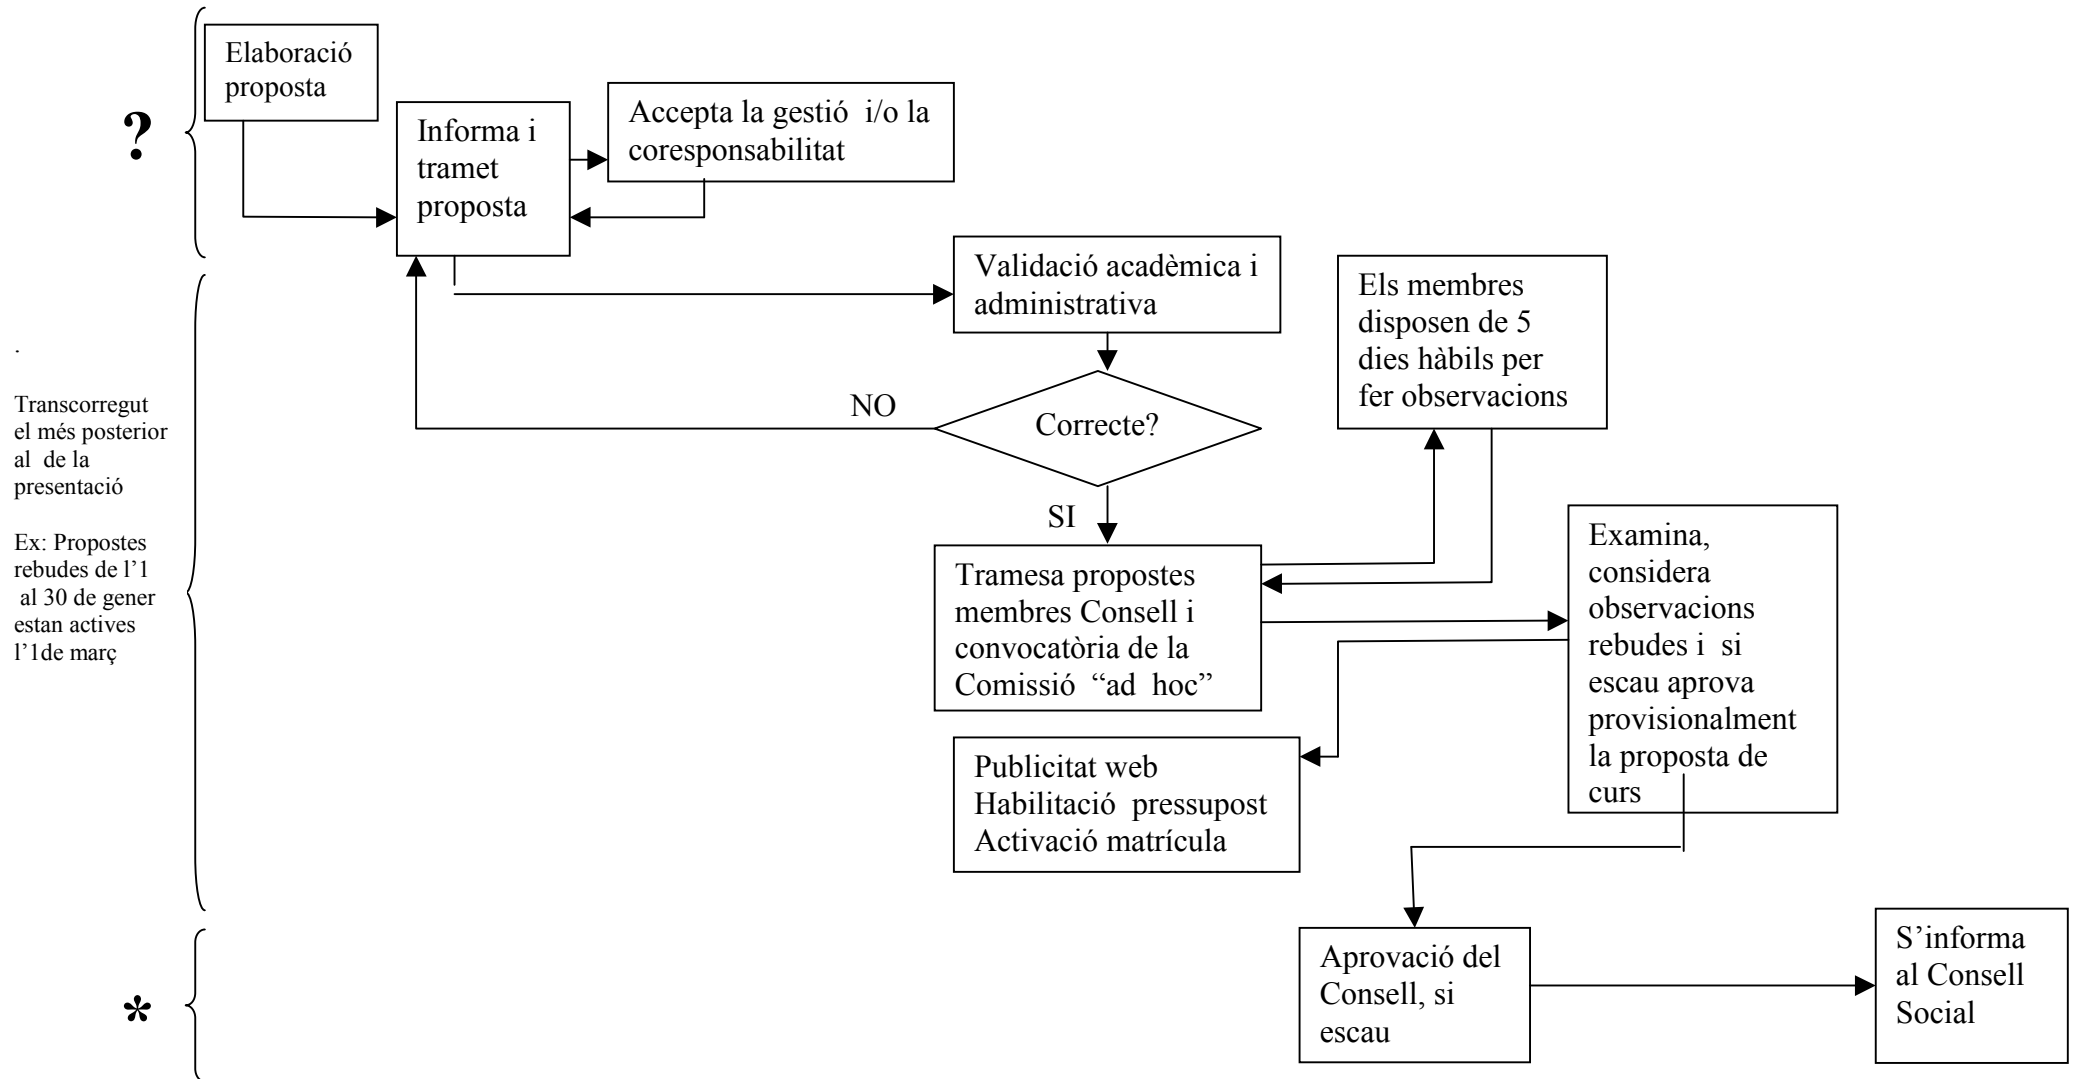 Elaboració
proposta
?
Informa i
tramet
proposta
Accepta la gestió  i/o la
coresponsabilitat
Validació acadèmica i
administrativa
Els membres
disposen de 5
dies hàbils per
fer observacions
.
Transcorregut
el més posterior
al  de la
presentació
Ex: Propostes
rebudes de l’1
al 30 de gener
estan actives
l’1de març
NO
Correcte?
SI
Tramesa propostes
membres Consell i
convocatòria de la
Comissió  “ad  hoc”
Examina,
considera
observacions
rebudes i  si
escau aprova
provisionalment
la proposta de
curs
Publicitat web
Habilitació  pressupost
Activació matrícula
*
Aprovació del
Consell, si
escau
S’informa
al Consell
Social